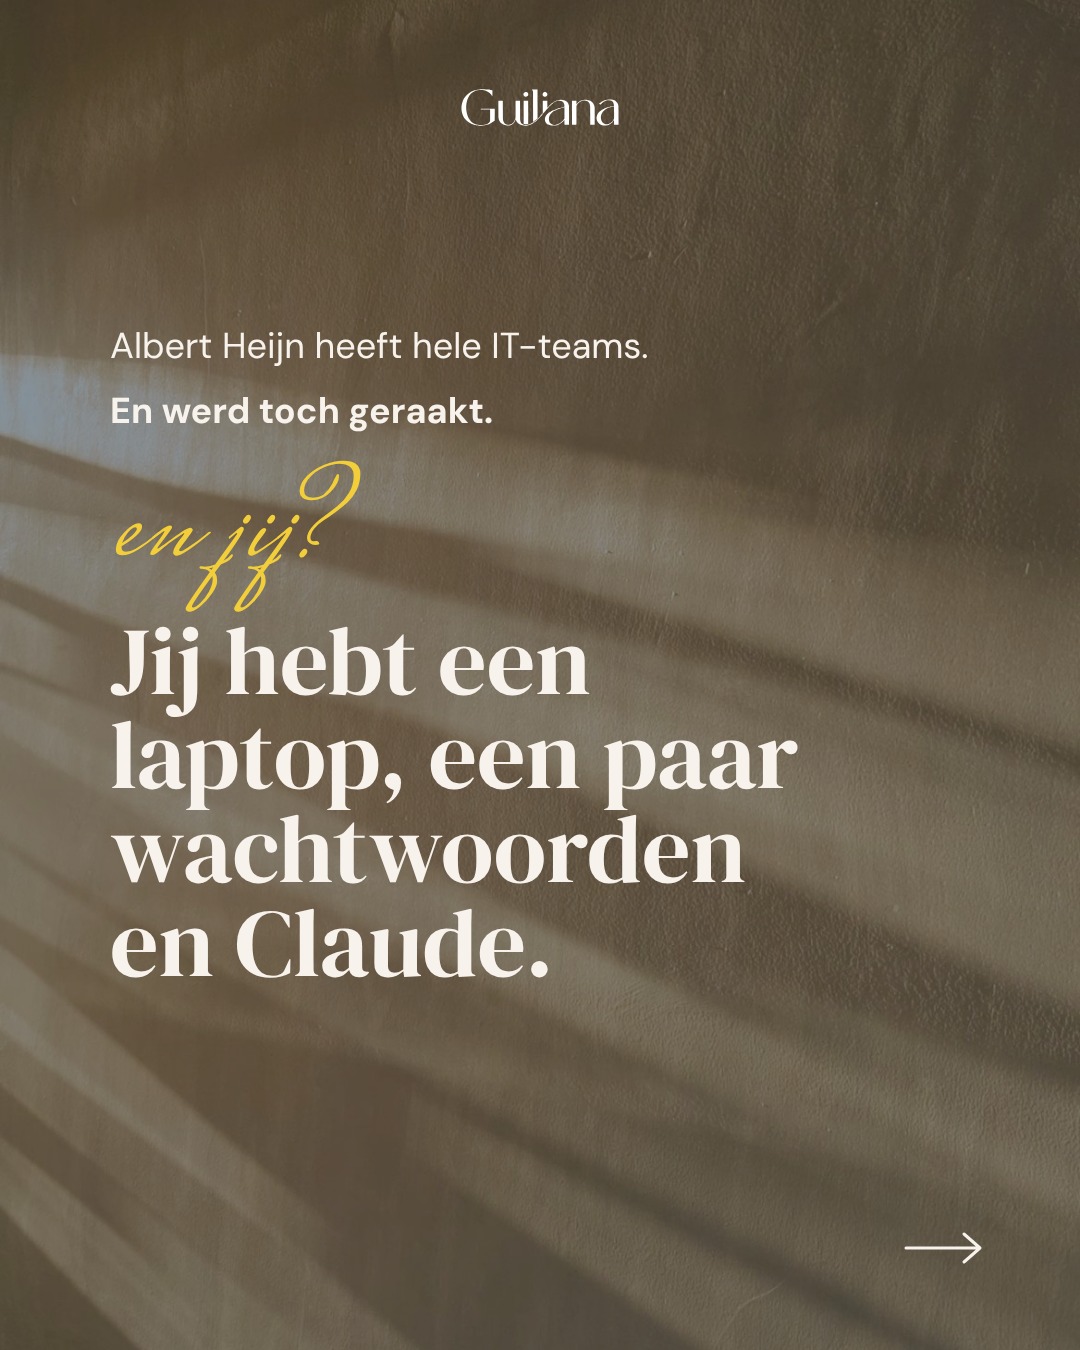 Guiliana
Albert Heijn heeft hele IT-teams.
En werd toch geraakt.
en jij?
Jij hebt een
laptop, een paar
wachtwoorden
en Claude.